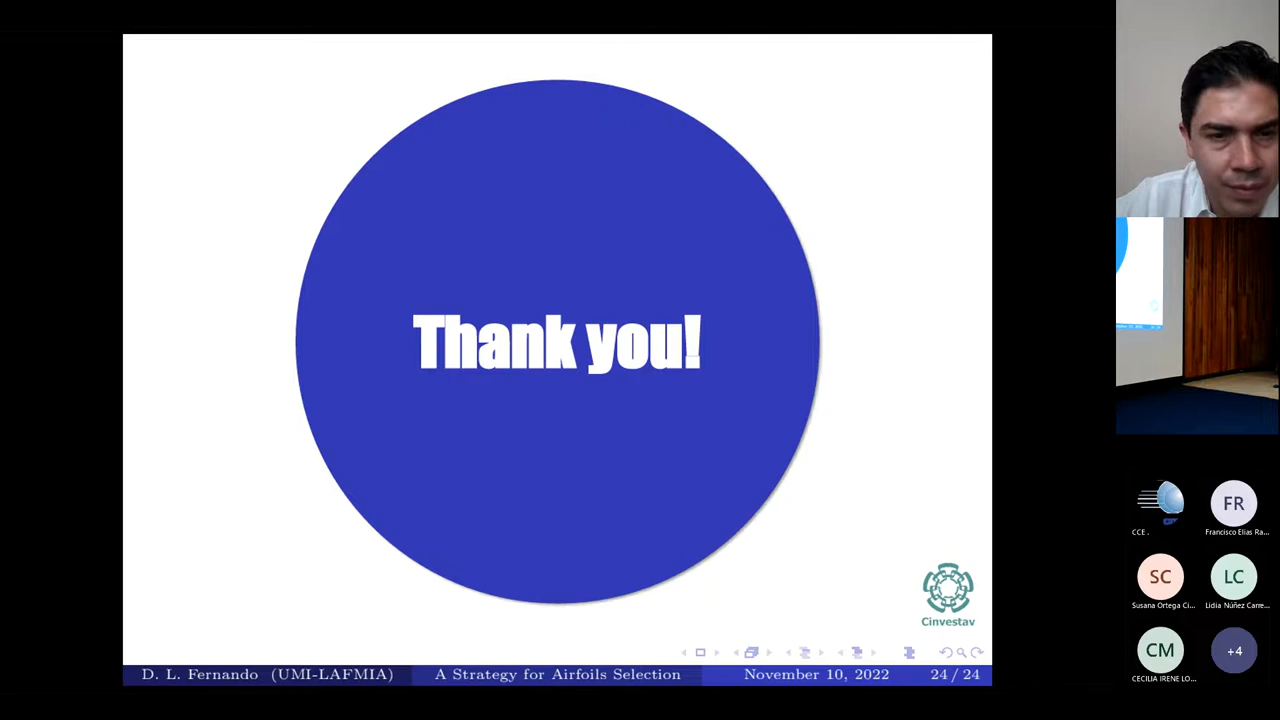 Thank you!
Cinvestav
D. L. Fernando (UMI-LAFMIA) A Strategy for Airfoils Selection November 10, 2022 24 / 24
CCE .
FR
Francisco Elias Ra...
SC
Susana Ortega Ci...
LC
Lidia Núñez Carre...
CM
CECILIA IRENE LO...
+4